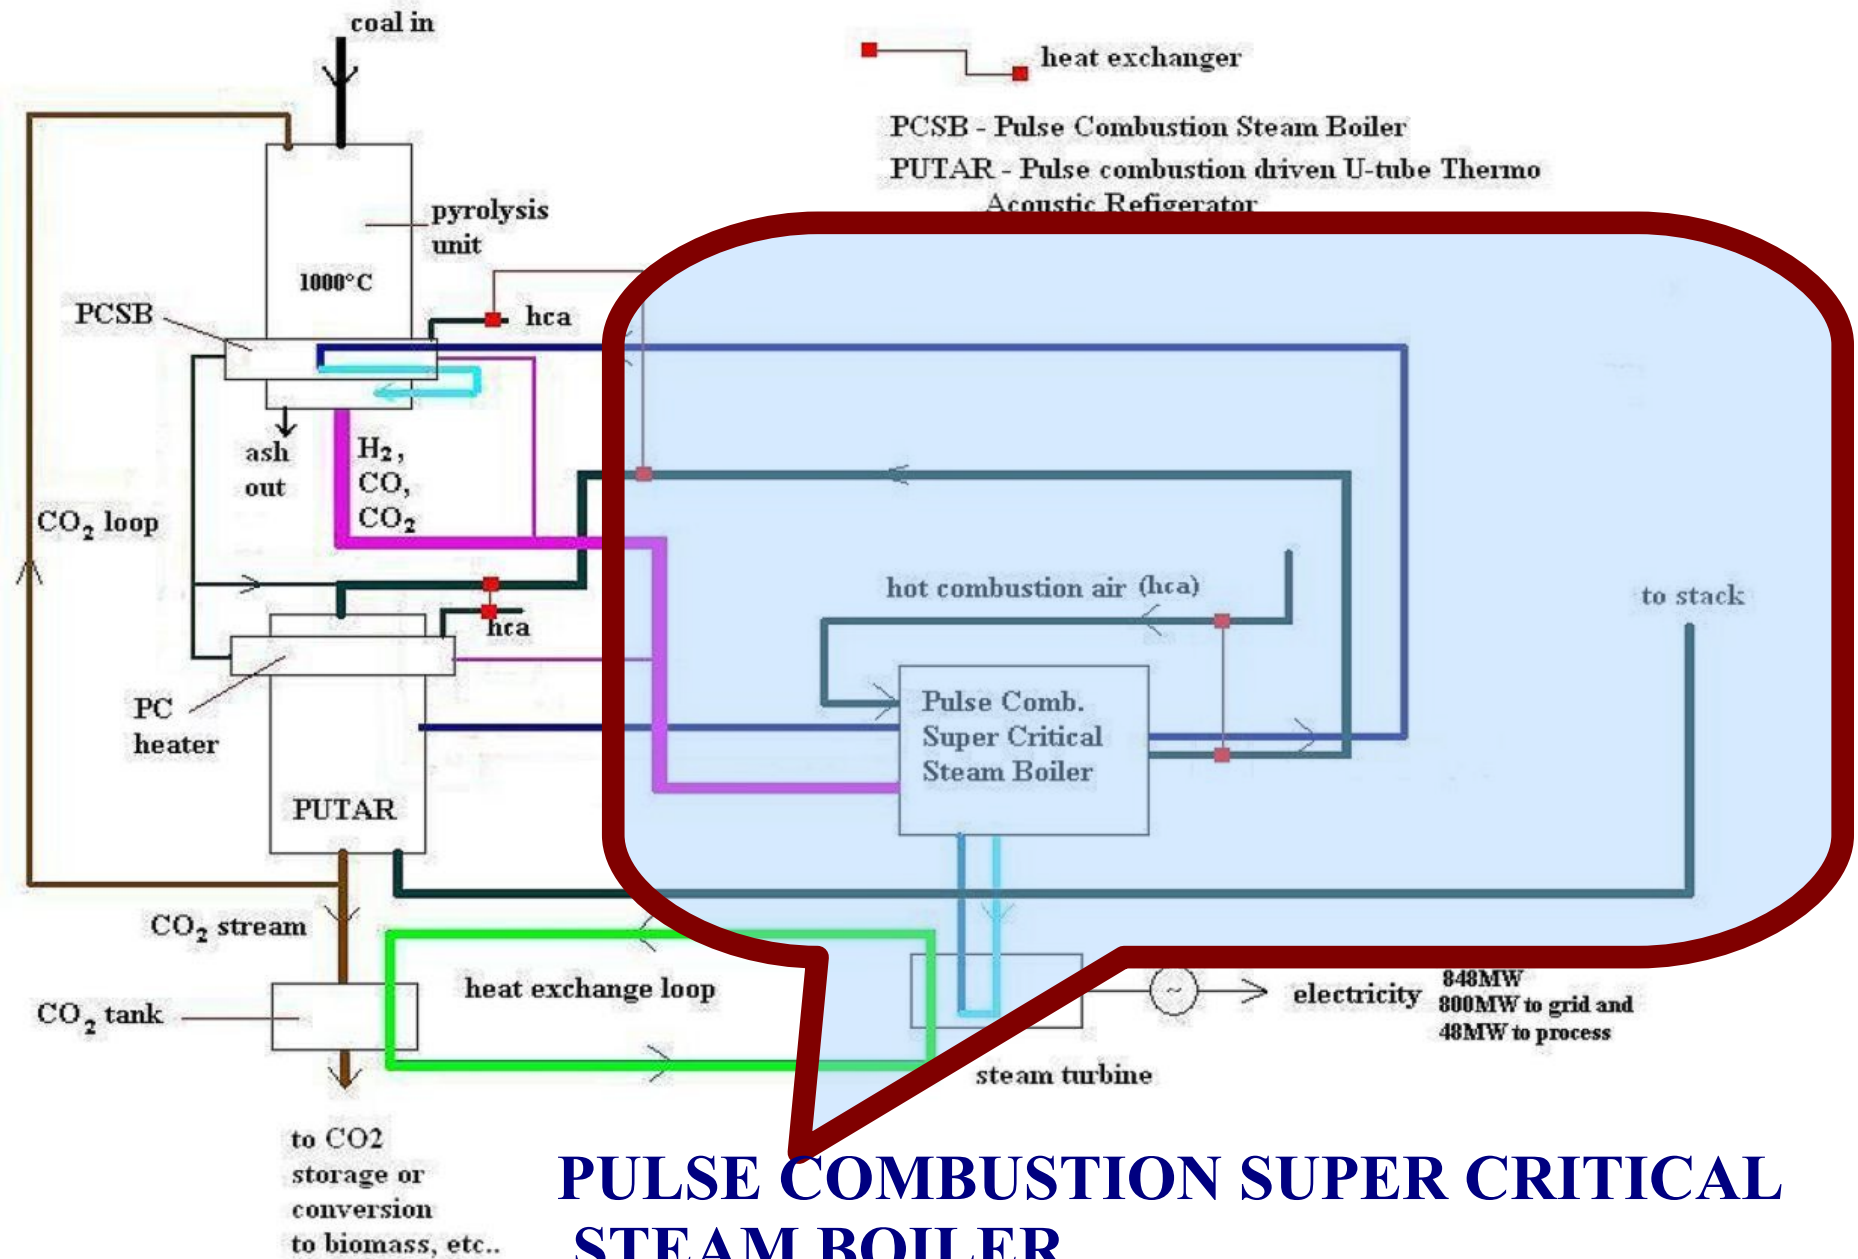 coal in
heat exchanger
PCSB - Pulse Combustion Steam Boiler
PUTAR - Pulse combustion driven U-tube Thermo
Acoustic Refigerator
pyrolysis
unit
1000°C
PCSB
hca
ash
out
H₂,
CO,
CO₂
CO₂ loop
hot combustion air (hca)
to stack
hca
PC
heater
Pulse Comb.
Super Critical
Steam Boiler
PUTAR
CO₂ stream
heat exchange loop
CO₂ tank
~
electricity
848MW
800MW to grid and
48MW to process
steam turbine
to CO2
storage or
conversion
to biomass, etc..
PULSE COMBUSTION SUPER CRITICAL
STEAM BOILER